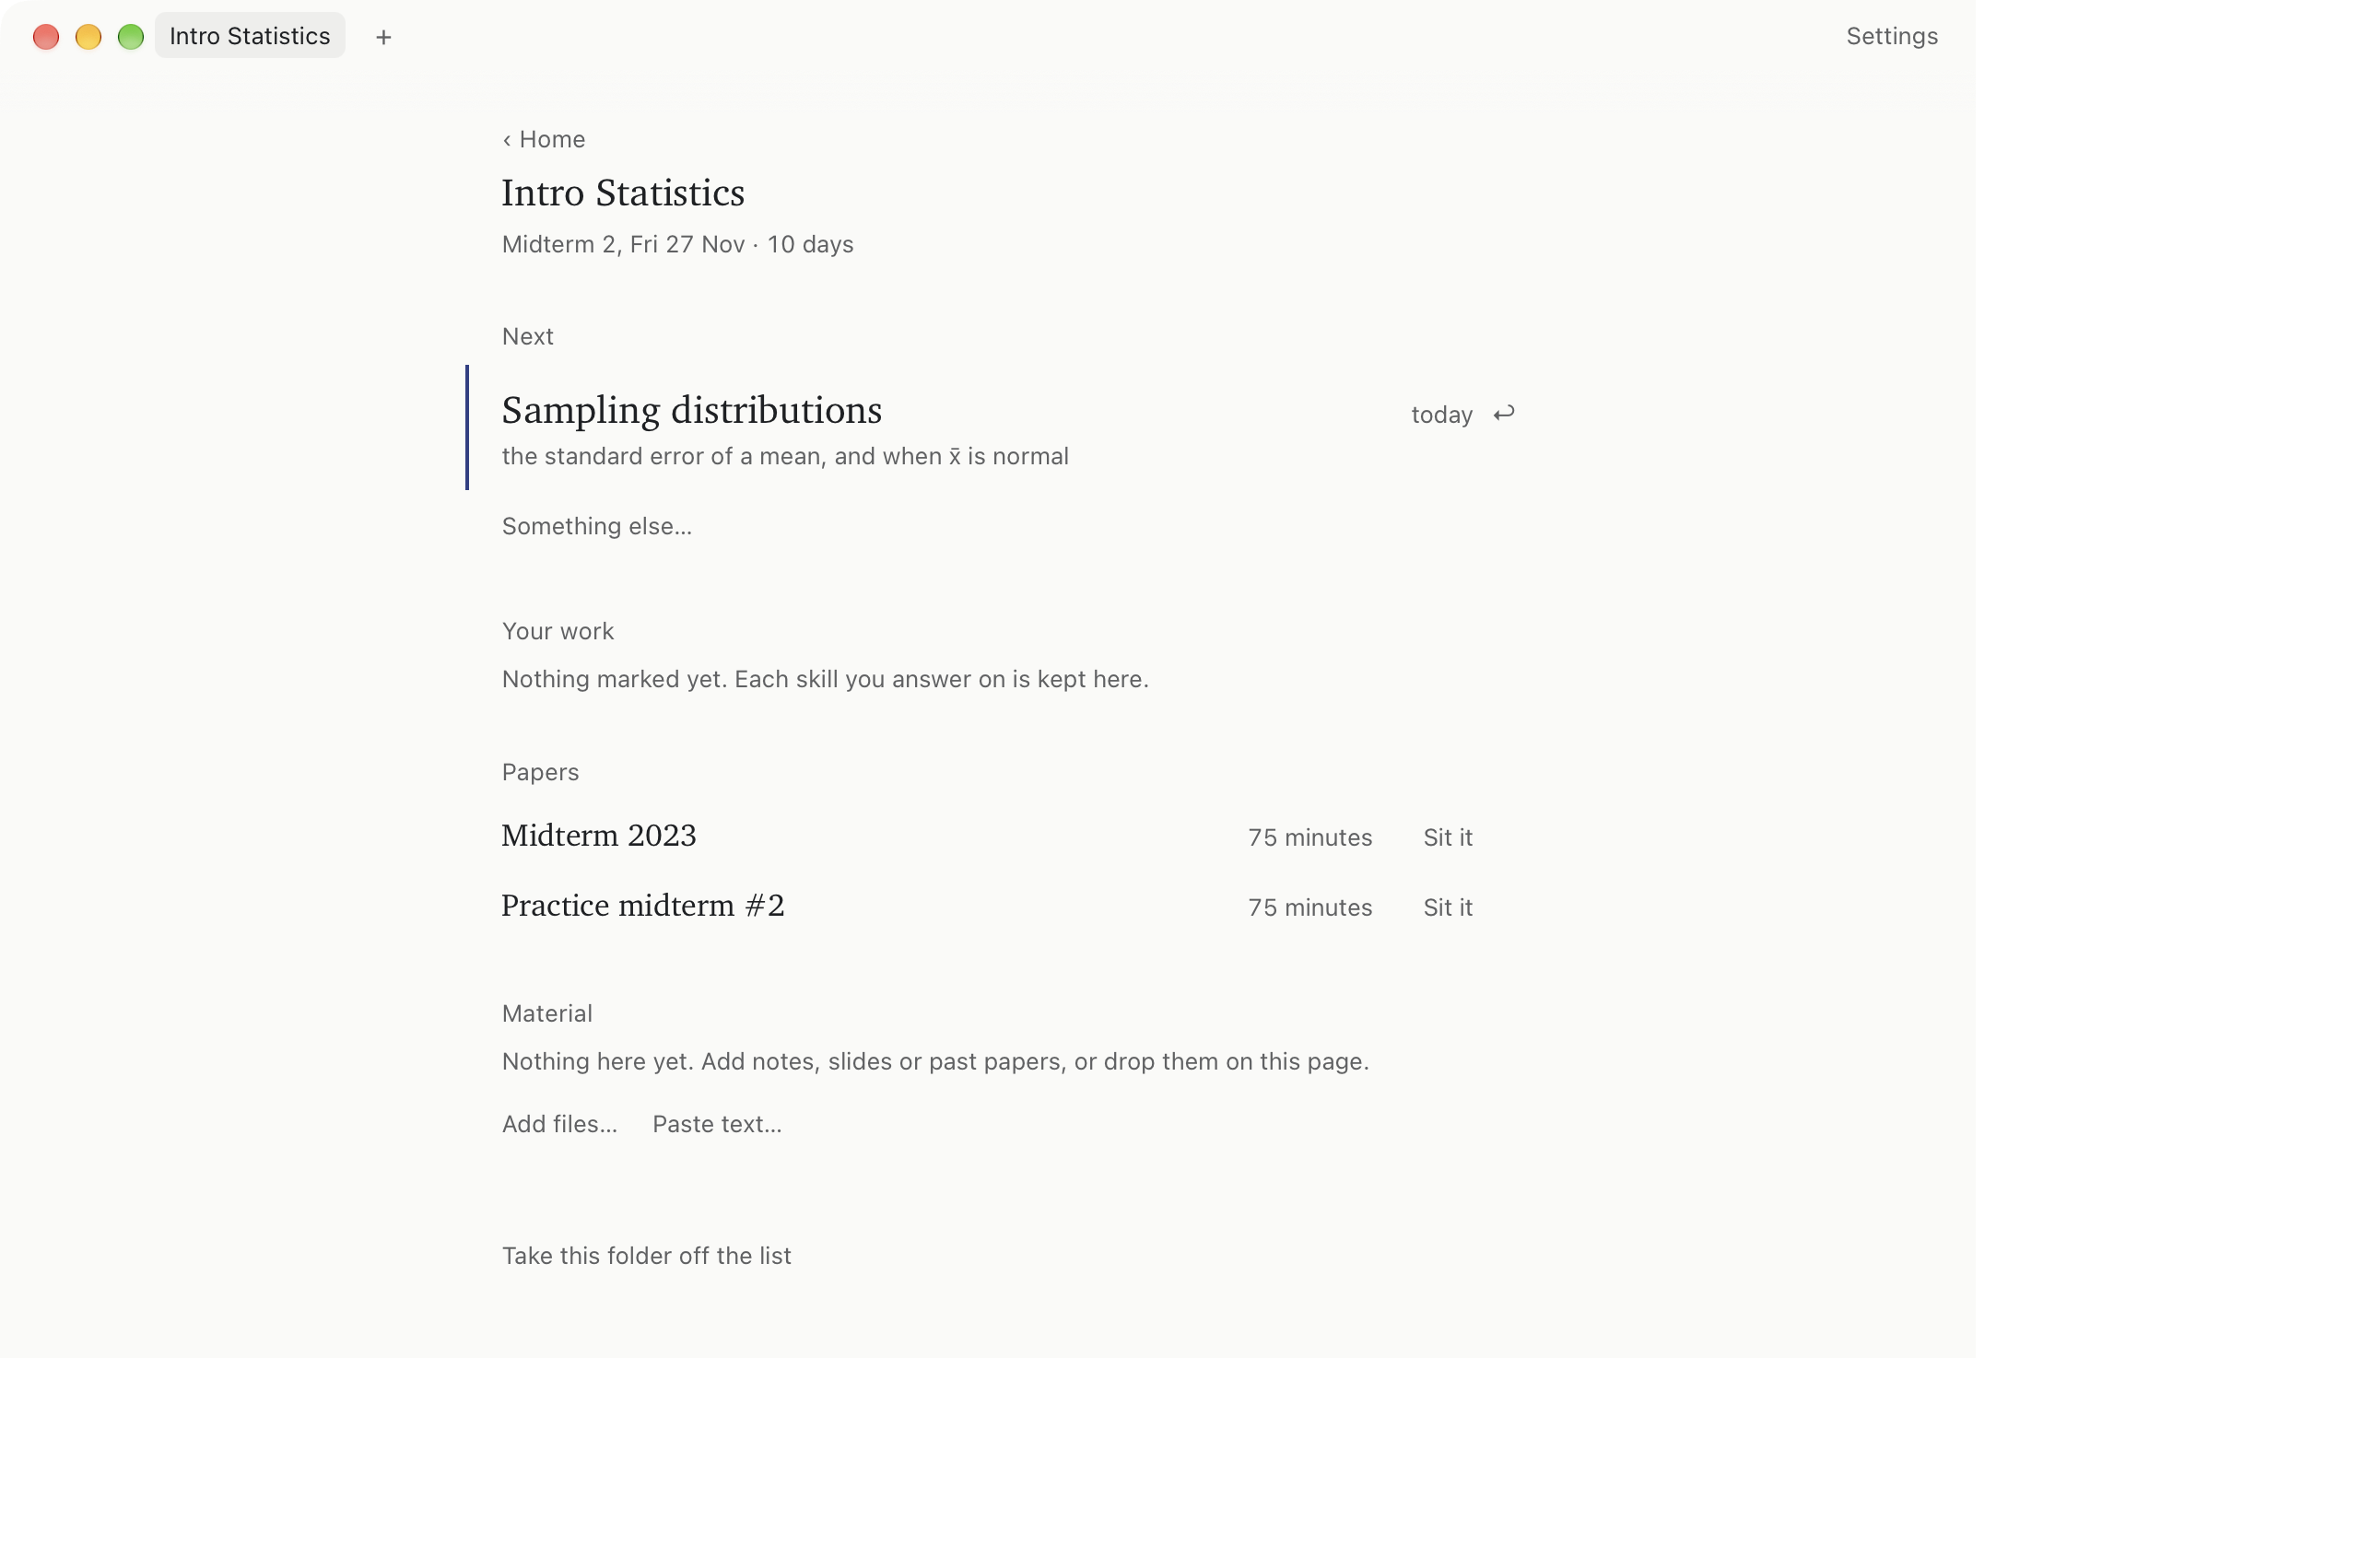 Intro Statistics + Settings
‹ Home
Intro Statistics
Midterm 2, Fri 27 Nov · 10 days
Next
Sampling distributions today ↩
the standard error of a mean, and when x̄ is normal
Something else...
Your work
Nothing marked yet. Each skill you answer on is kept here.
Papers
Midterm 2023 75 minutes Sit it
Practice midterm #2 75 minutes Sit it
Material
Nothing here yet. Add notes, slides or past papers, or drop them on this page.
Add files... Paste text...
Take this folder off the list